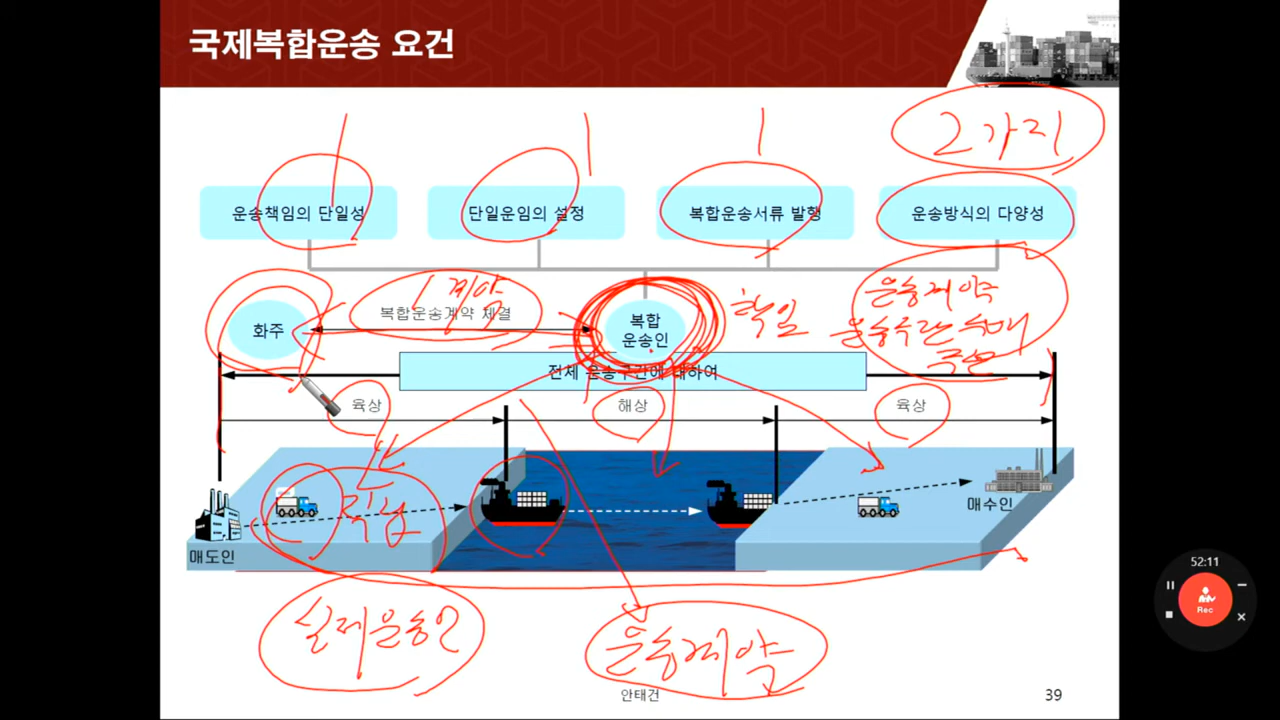 국제복합운송 요건
2가지
운송책임의 단일성
단일운임의 설정
복합운송서류 발행
운송방식의 다양성
1계약
복합운송계약 체결
화주
복합
운송인
책임
운송계약
운송수단
전체 운송구간에 대하여
육상
해상
육상
직접
매도인
매수인
실제운송인
운송계약
안태건
39
52:11
Rec